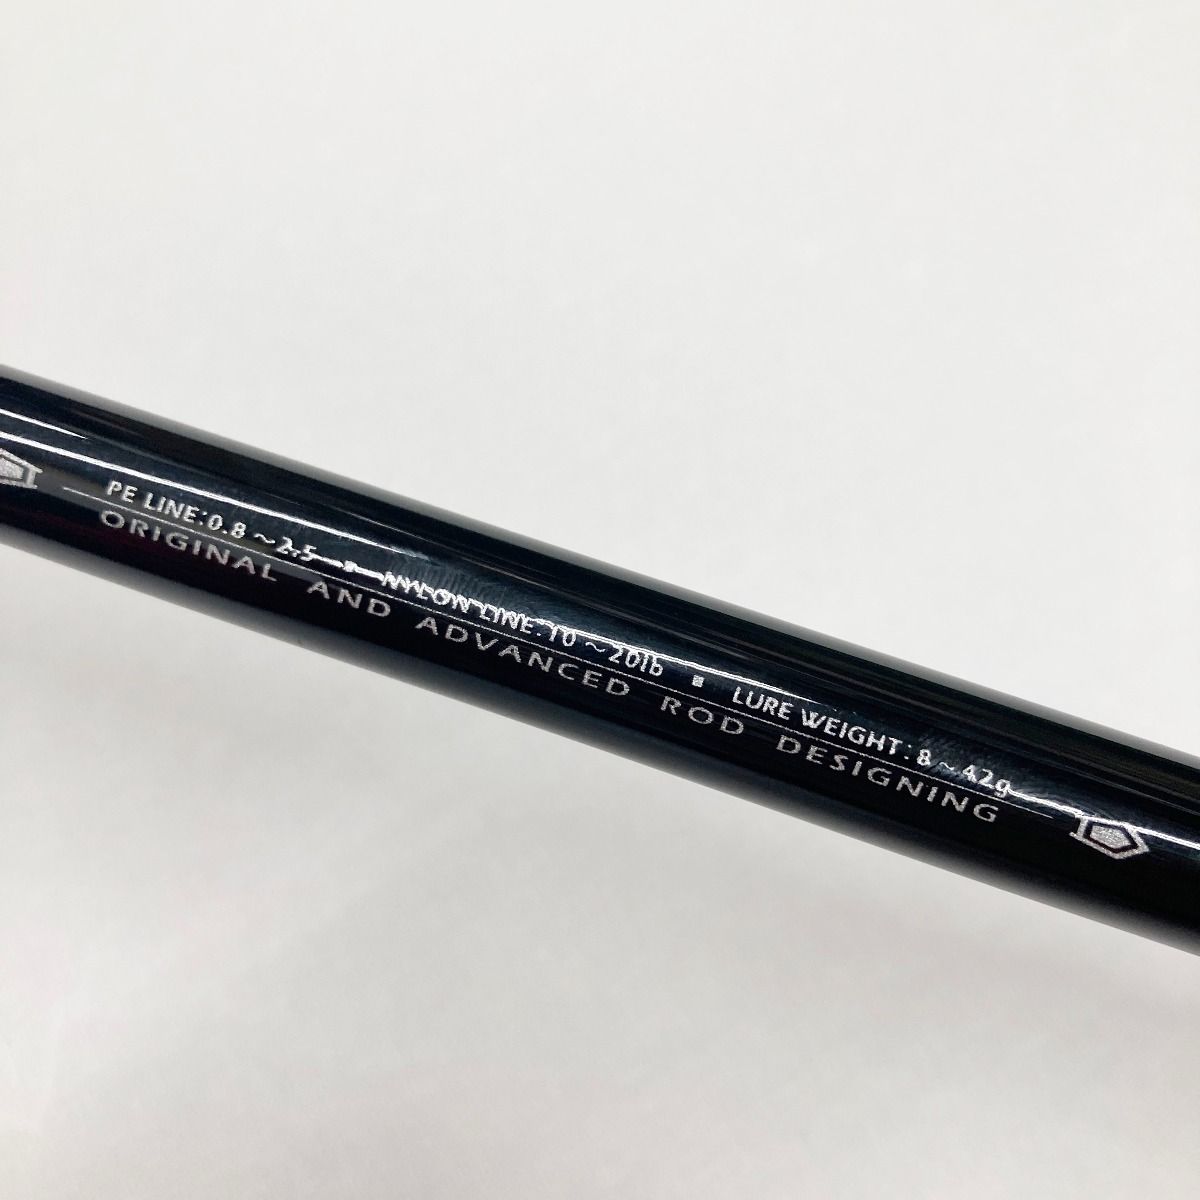 PE LINE:0.8~2.5 ▪ NYLON LINE:10~20lb ▪ LURE WEIGHT:8~42g
ORIGINAL AND ADVANCED ROD DESIGNING